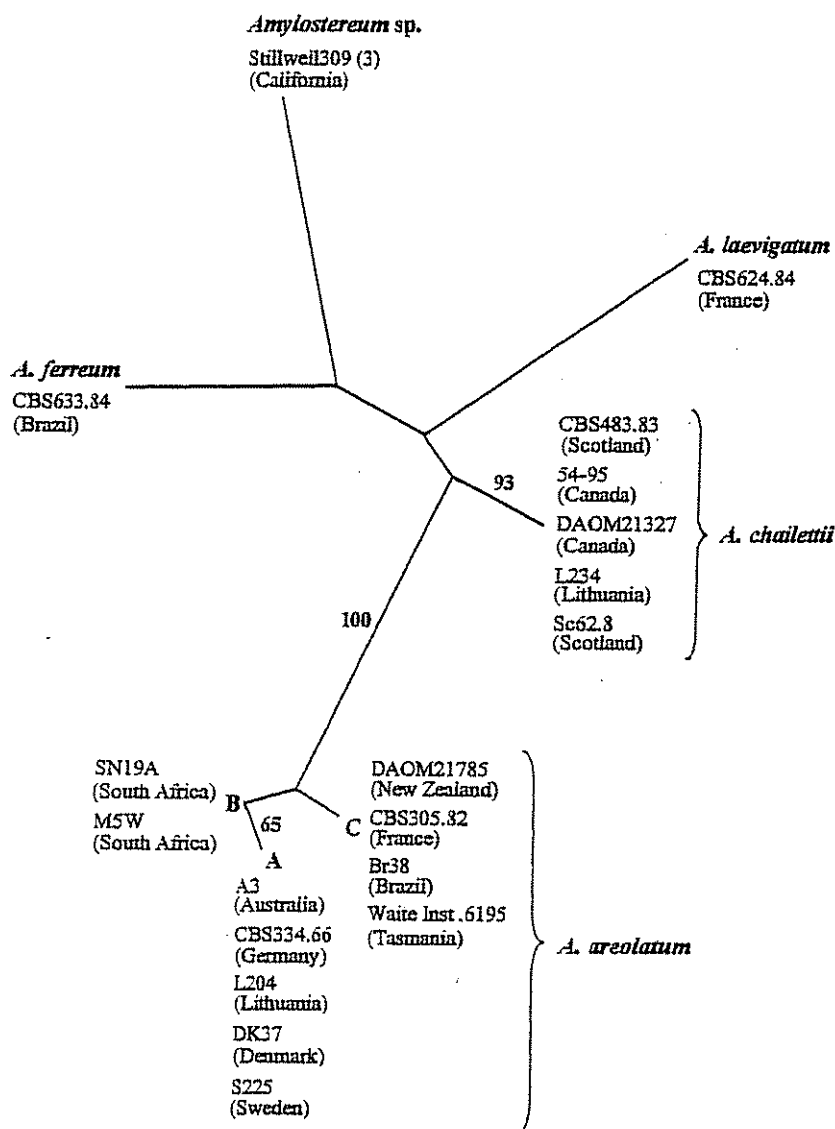 Amylostereum sp.
Stillwell309 (3)
(California)
A. laevigatum
CBS624.84
(France)
A. ferreum
CBS633.84
(Brazil)
CBS483.83
(Scotland)
54-95
(Canada)
DAOM21327
(Canada)
L234
(Lithuania)
Sc62.8
(Scotland)
A. chailettii
93
100
SN19A
(South Africa)
M5W
(South Africa)
B
65
A
C
A3
(Australia)
CBS334.66
(Germany)
L204
(Lithuania)
DK37
(Denmark)
S225
(Sweden)
DAOM21785
(New Zealand)
CBS305.82
(France)
Br38
(Brazil)
Waite Inst.6195
(Tasmania)
A. areolatum